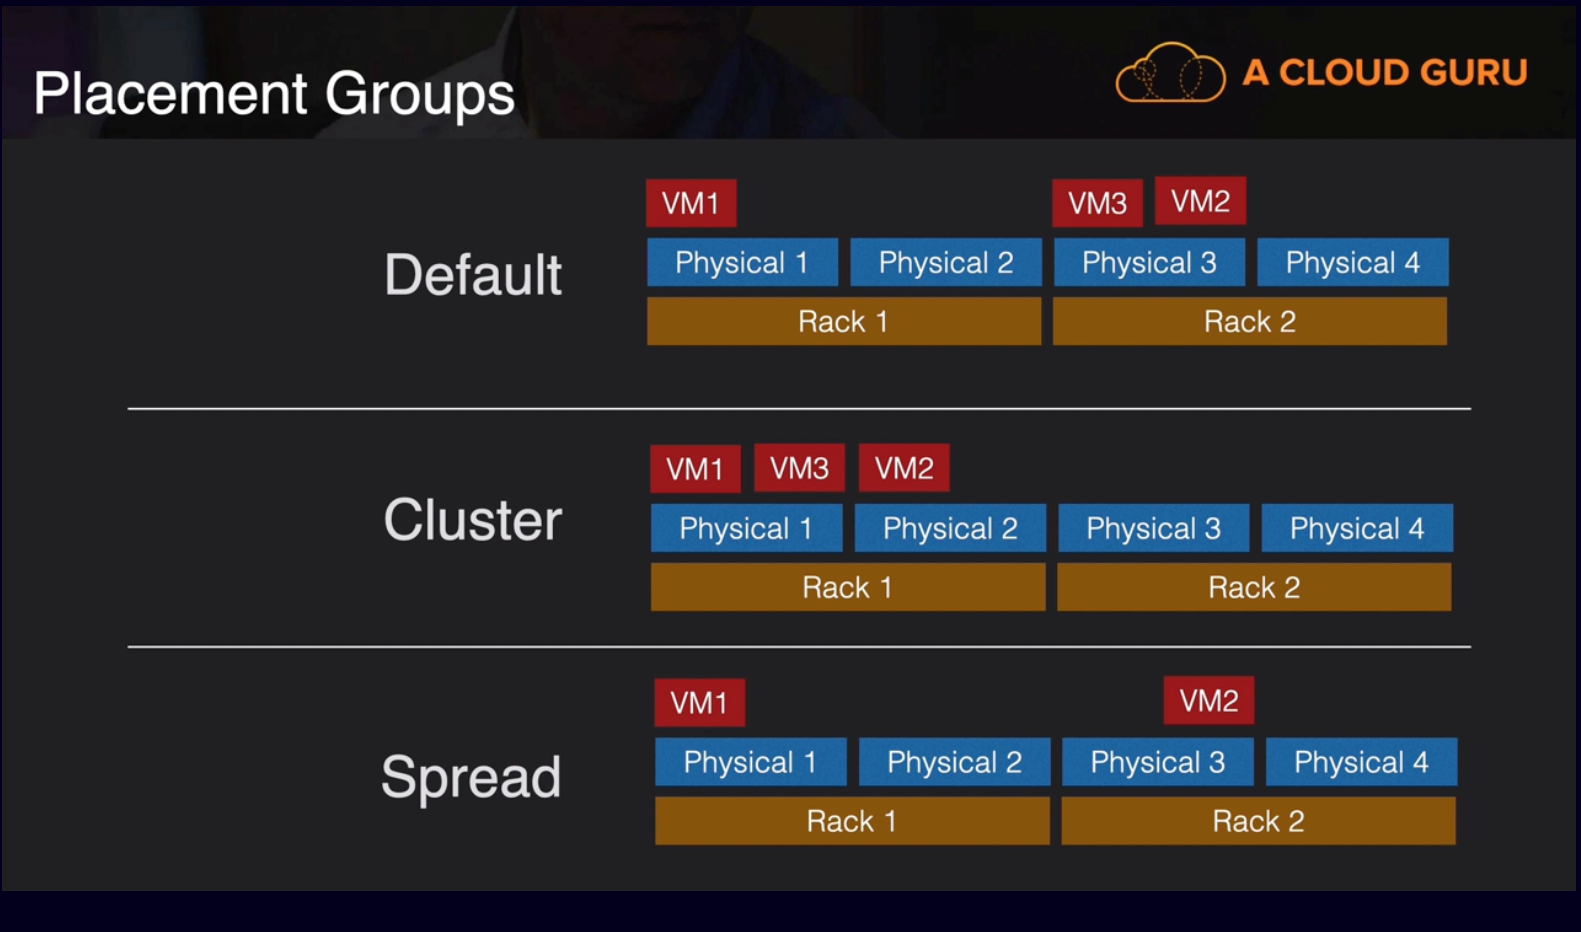 Placement Groups
A CLOUD GURU
Default
VM1 VM3 VM2
Physical 1 Physical 2 Physical 3 Physical 4
Rack 1 Rack 2
Cluster
VM1 VM3 VM2
Physical 1 Physical 2 Physical 3 Physical 4
Rack 1 Rack 2
Spread
VM1 VM2
Physical 1 Physical 2 Physical 3 Physical 4
Rack 1 Rack 2